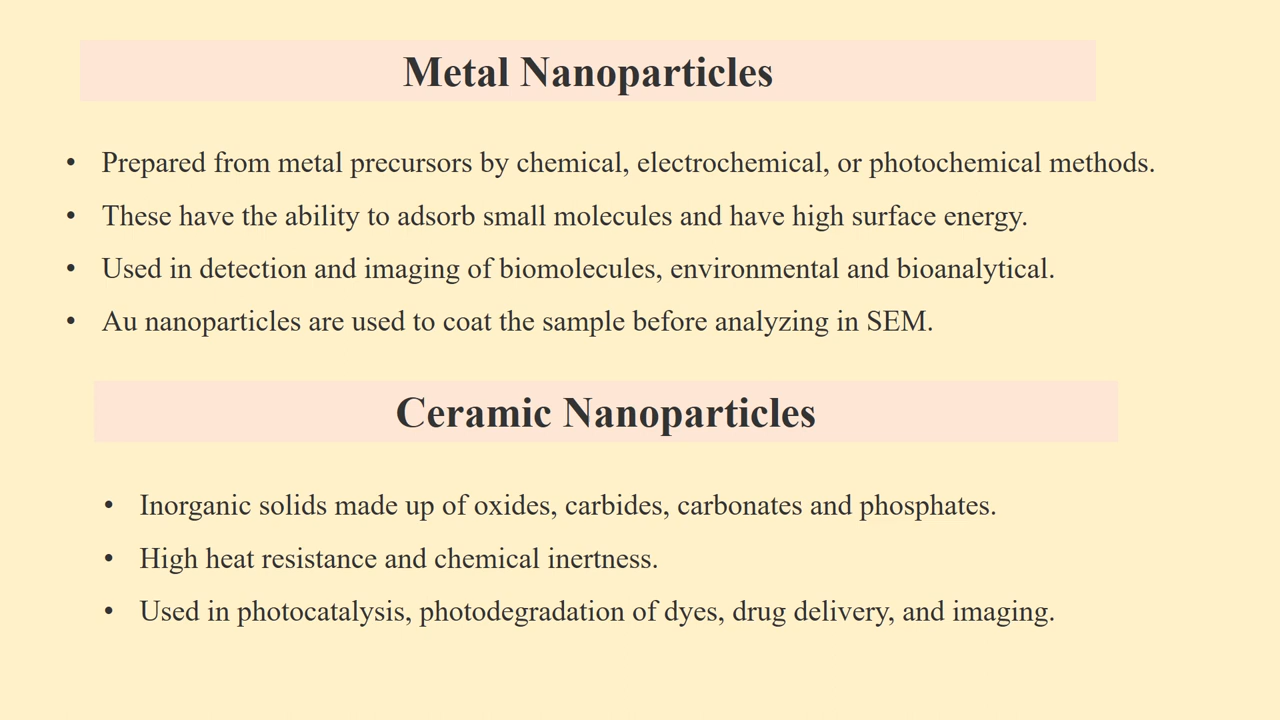 Metal Nanoparticles
• Prepared from metal precursors by chemical, electrochemical, or photochemical methods.
• These have the ability to adsorb small molecules and have high surface energy.
• Used in detection and imaging of biomolecules, environmental and bioanalytical.
• Au nanoparticles are used to coat the sample before analyzing in SEM.
Ceramic Nanoparticles
• Inorganic solids made up of oxides, carbides, carbonates and phosphates.
• High heat resistance and chemical inertness.
• Used in photocatalysis, photodegradation of dyes, drug delivery, and imaging.